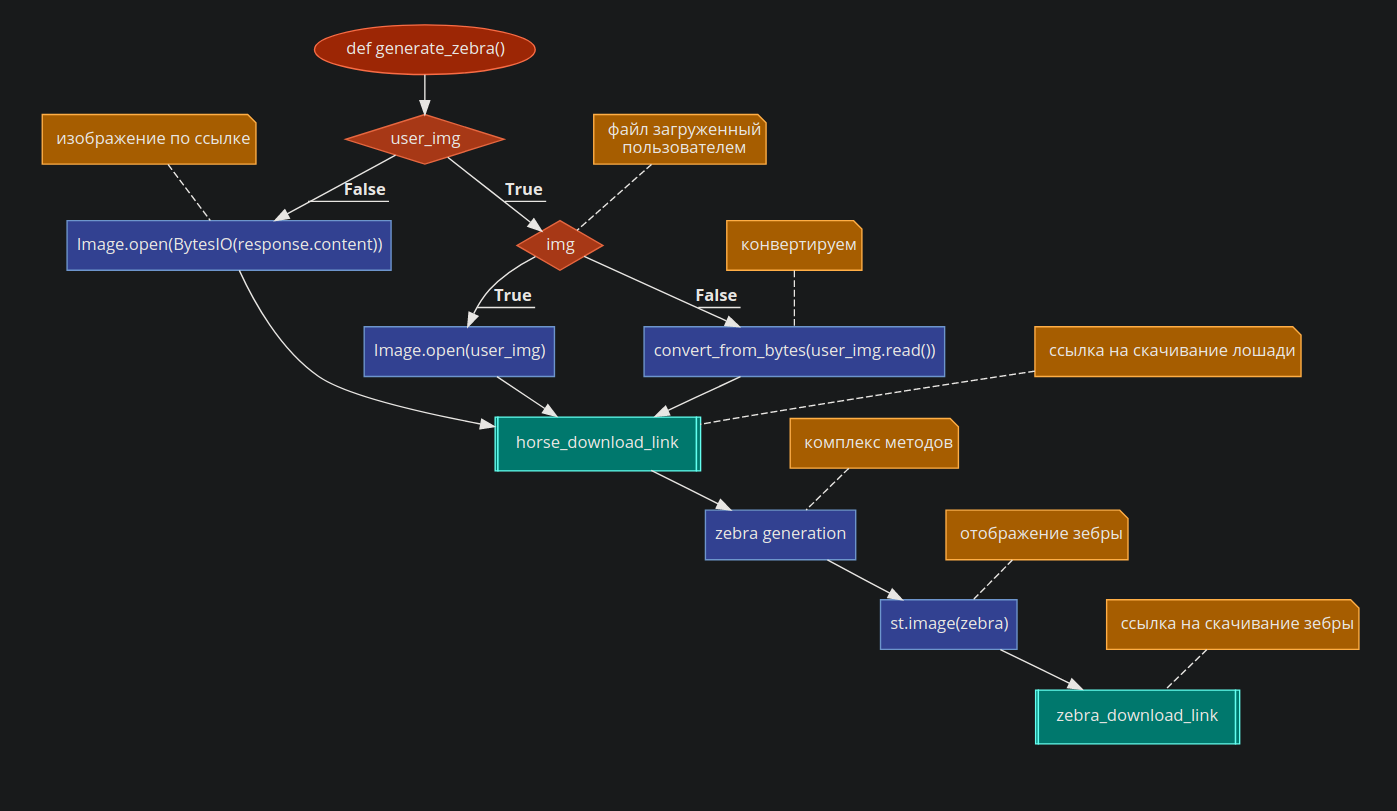 def generate_zebra()
изображение по ссылке
user_img
файл загруженный
пользователем
False
True
Image.open(BytesIO(response.content))
img
конвертируем
True
False
Image.open(user_img)
convert_from_bytes(user_img.read())
ссылка на скачивание лошади
horse_download_link
комплекс методов
zebra generation
отображение зебры
st.image(zebra)
ссылка на скачивание зебры
zebra_download_link